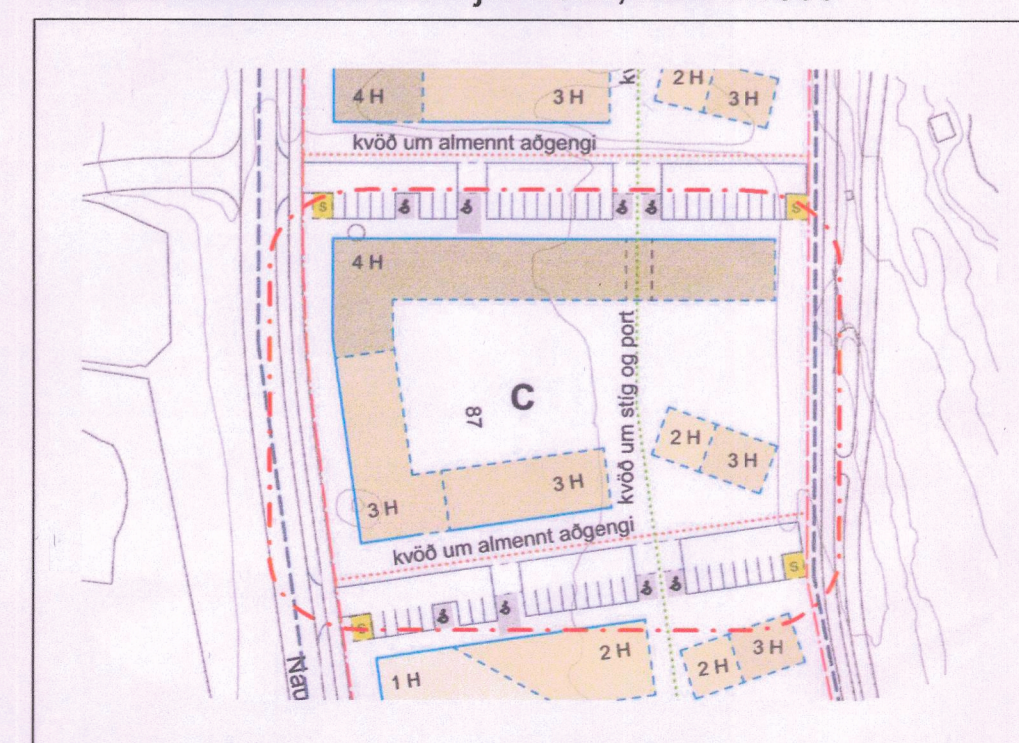 4 H
3 H
2 H
3 H
kvöð um almennt aðgengi
S
S
4 H
kvöð um stíg og port
C
87
2 H
3 H
3 H
3 H
kvöð um almennt aðgengi
S
S
1 H
2 H
2 H
3 H